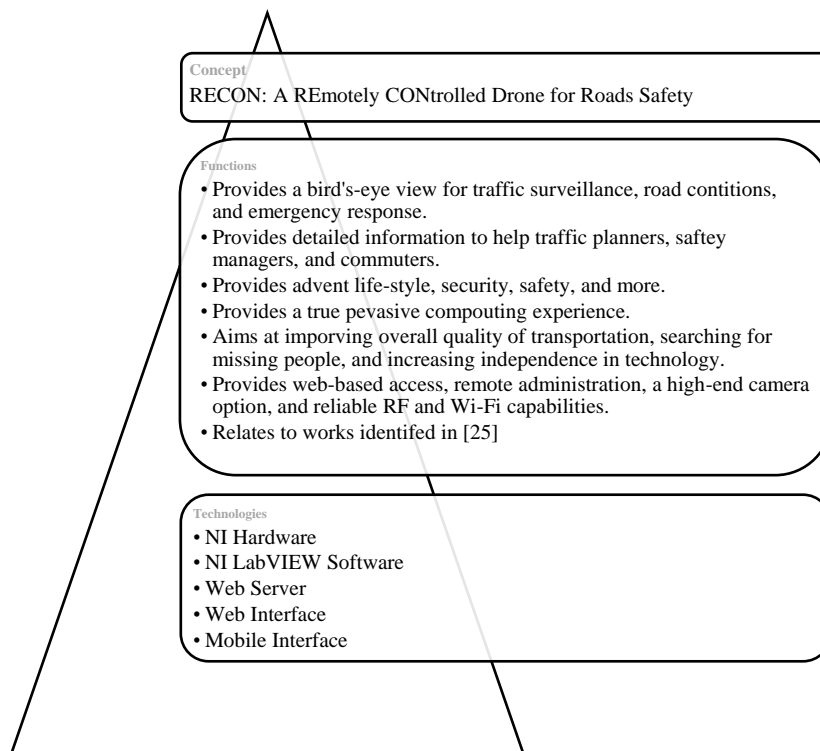 Concept
RECON: A REmotely CONtrolled Drone for Roads Safety
Functions
• Provides a bird's-eye view for traffic surveillance, road contitions,
and emergency response.
• Provides detailed information to help traffic planners, saftey
managers, and commuters.
• Provides advent life-style, security, safety, and more.
• Provides a true pevasive compouting experience.
• Aims at imporving overall quality of transportation, searching for
missing people, and increasing independence in technology.
• Provides web-based access, remote administration, a high-end camera
option, and reliable RF and Wi-Fi capabilities.
• Relates to works identifed in [25]
Technologies
• NI Hardware
• NI LabVIEW Software
• Web Server
• Web Interface
• Mobile Interface